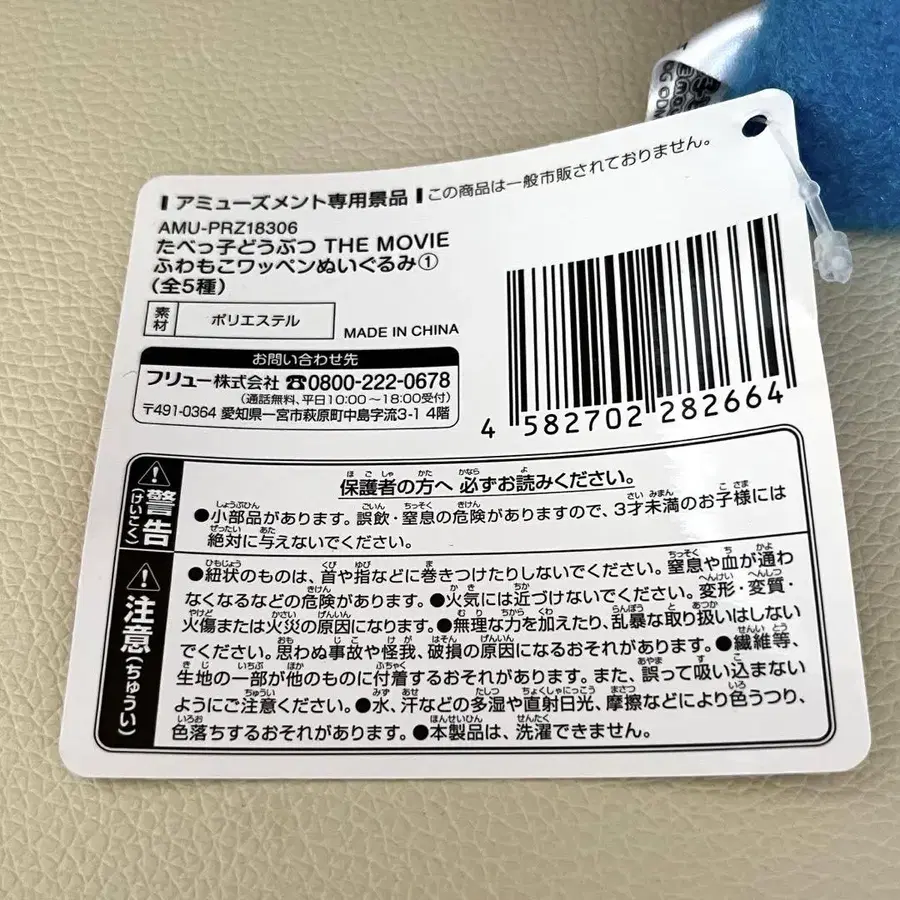 アミューズメント専用景品 この商品は一般市販されておりません。
AMU-PRZ18306
たべっ子どうぶつ THE MOVIE
ふわもこワッペンぬいぐるみ①
(全5種)
素材 ポリエステル MADE IN CHINA
お問い合わせ先
フリュー株式会社 ☎0800-222-0678
(通話無料、平日10:00~18:00受付)
〒491-0364 愛知県一宮市萩原町中島字流3-1 4階
4 582702 282664
警告(けいこく)
保護者の方へ 必ずお読みください。
●小部品があります。誤飲・窒息の危険がありますので、3才未満のお子様には
絶対に与えないでください。
注意(ちゅうい)
●紐状のものは、首や指などに巻きつけたりしないでください。窒息や血が通わ
なくなるなどの危険があります。●火気には近づけないでください。変形・変質・
火傷または火災の原因になります。●無理な力を加えたり、乱暴な取り扱いはしない
でください。思わぬ事故や怪我、破損の原因になるおそれがあります。●繊維等、
生地の一部が他のものに付着するおそれがあります。また、誤って吸い込まない
ようにご注意ください。●水、汗などの多湿や直射日光、摩擦などにより色うつり、
色落ちするおそれがあります。●本製品は、洗濯できません。